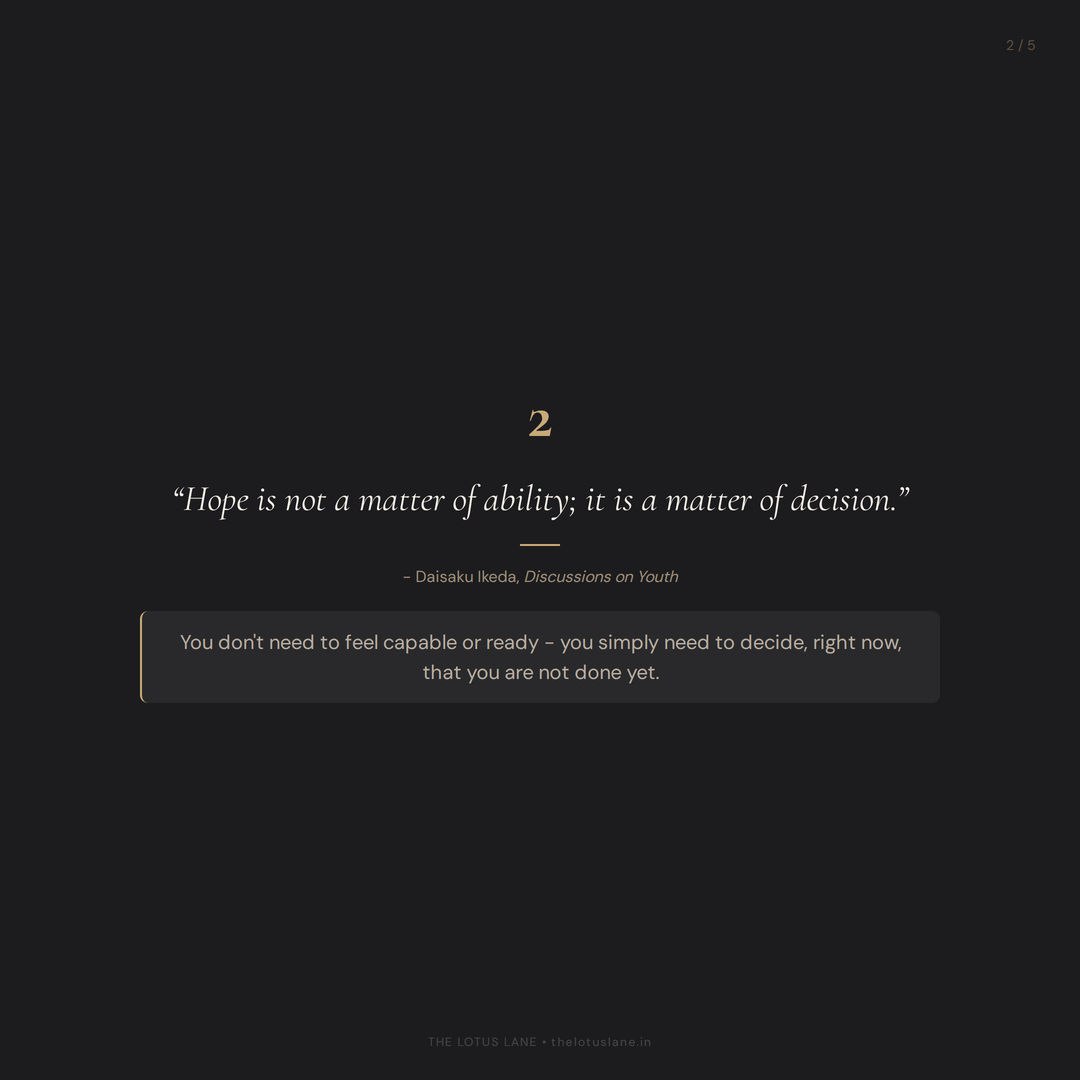 2 / 5
2
“Hope is not a matter of ability; it is a matter of decision.”
– Daisaku Ikeda, Discussions on Youth
You don't need to feel capable or ready – you simply need to decide, right now,
that you are not done yet.
THE LOTUS LANE • thelotuslane.in